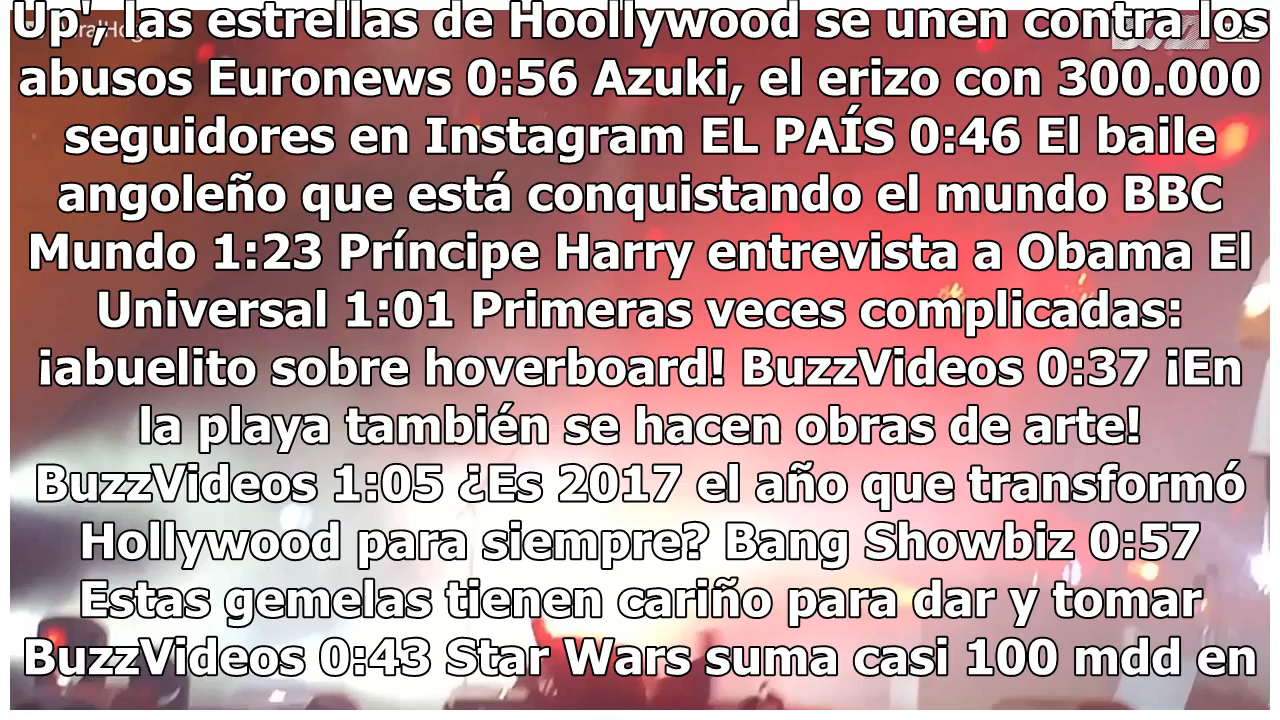 Up', las estrellas de Hoollywood se unen contra los
abusos Euronews 0:56 Azuki, el erizo con 300.000
seguidores en Instagram EL PAÍS 0:46 El baile
angoleño que está conquistando el mundo BBC
Mundo 1:23 Príncipe Harry entrevista a Obama El
Universal 1:01 Primeras veces complicadas:
¡abuelito sobre hoverboard! BuzzVideos 0:37 ¡En
la playa también se hacen obras de arte!
BuzzVideos 1:05 ¿Es 2017 el año que transformó
Hollywood para siempre? Bang Showbiz 0:57
Estas gemelas tienen cariño para dar y tomar
BuzzVideos 0:43 Star Wars suma casi 100 mdd en